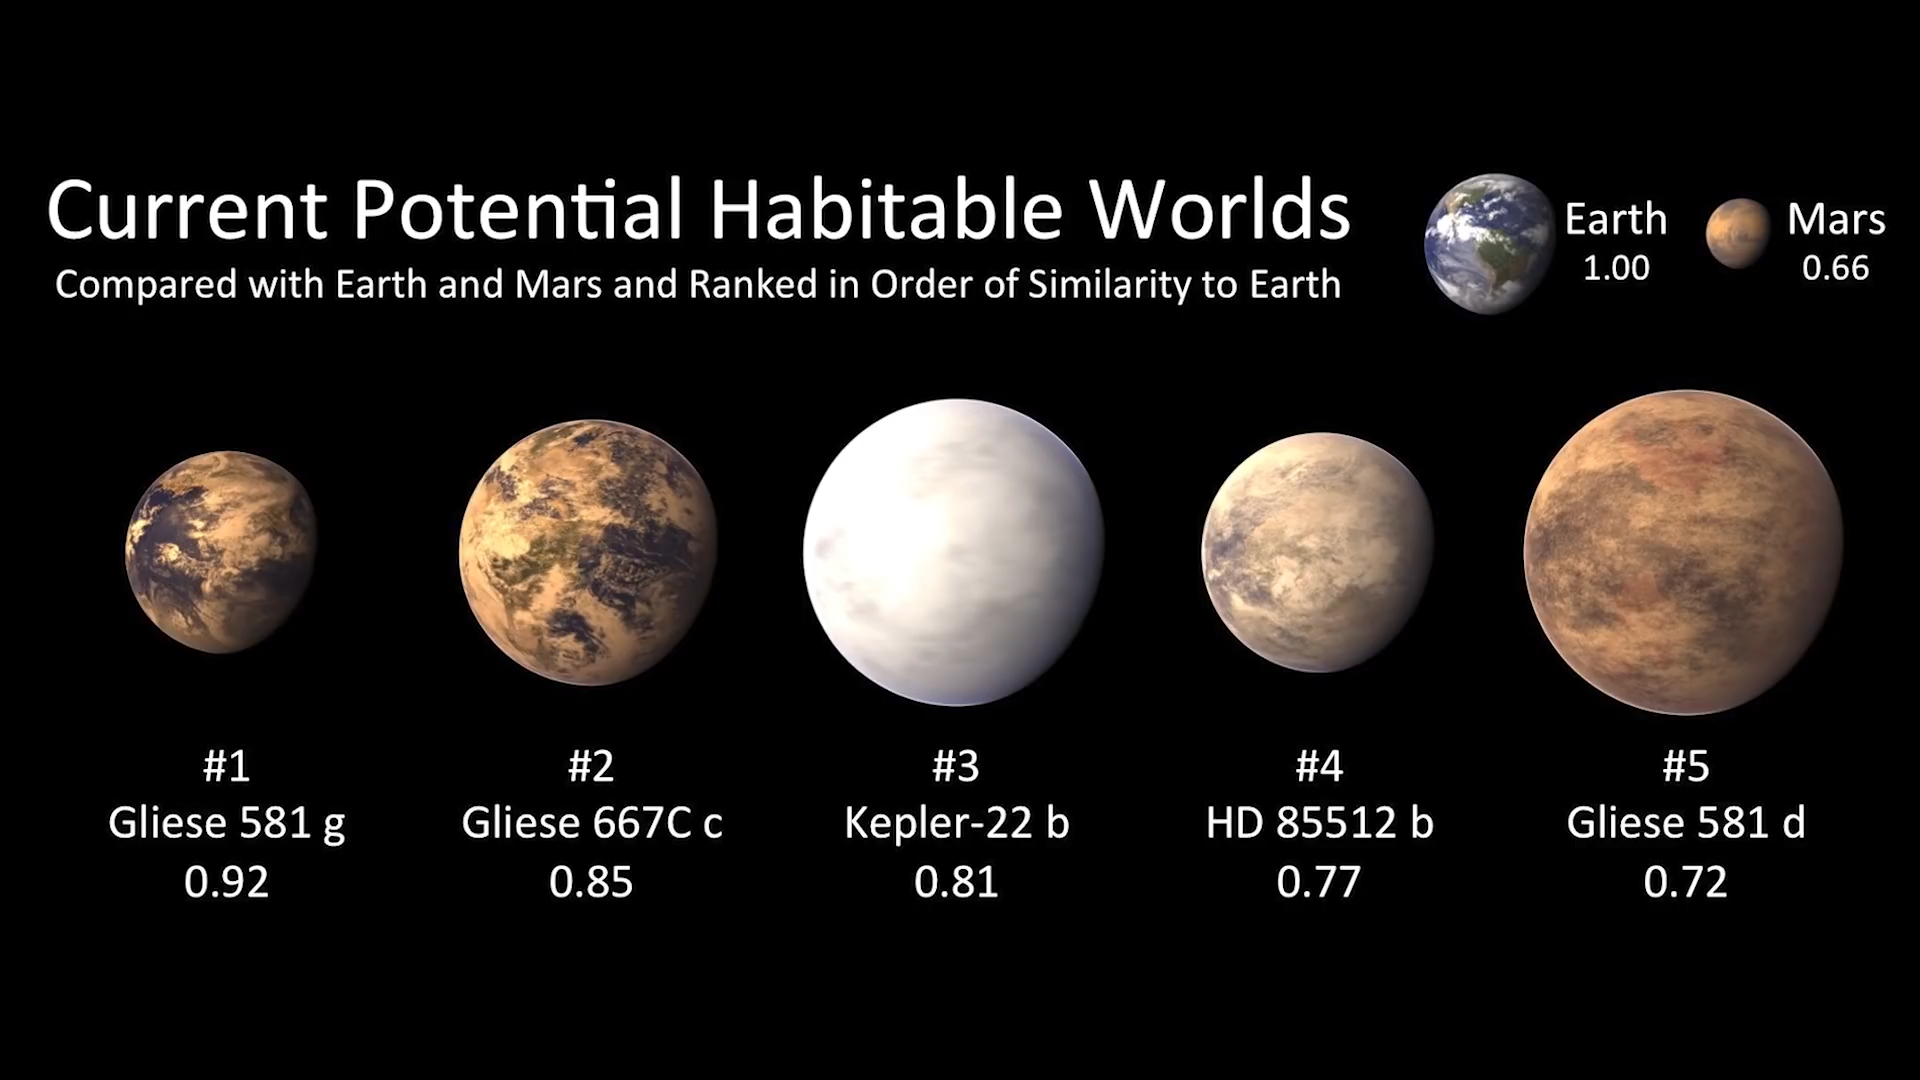 Current Potential Habitable Worlds
Compared with Earth and Mars and Ranked in Order of Similarity to Earth
Earth
1.00
Mars
0.66
#1
Gliese 581 g
0.92
#2
Gliese 667C c
0.85
#3
Kepler-22 b
0.81
#4
HD 85512 b
0.77
#5
Gliese 581 d
0.72